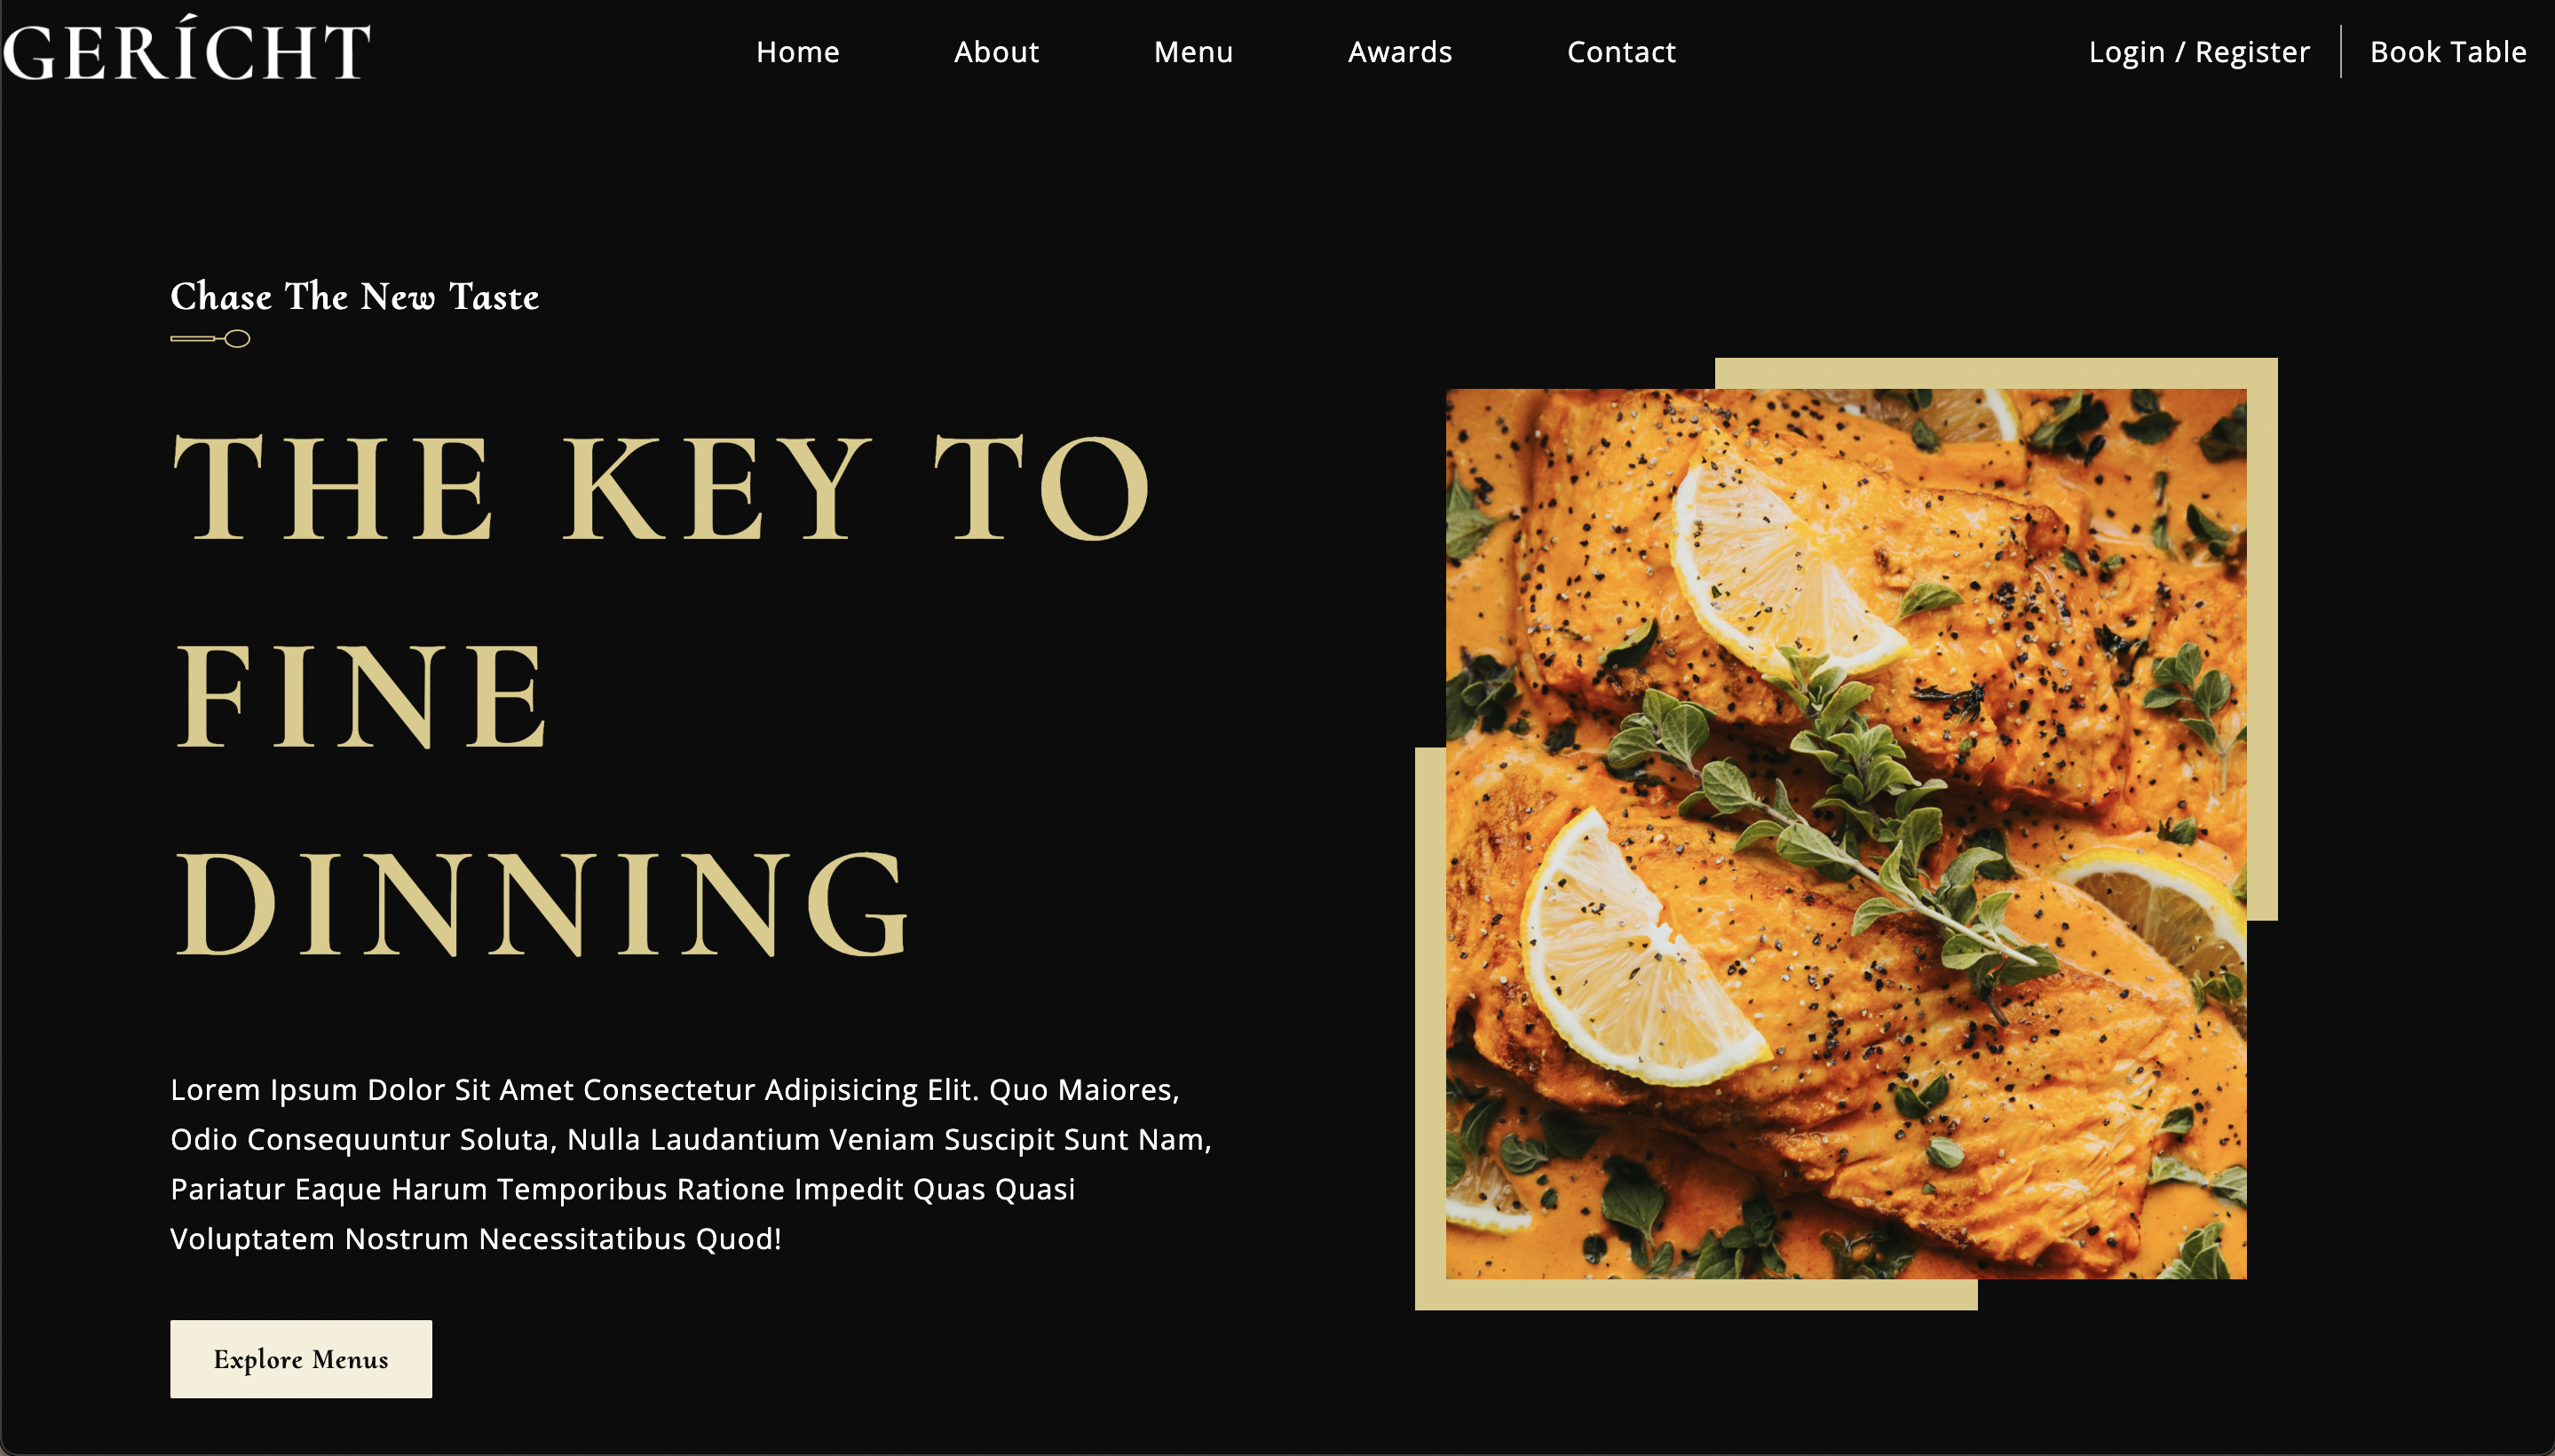 GERÍCHT
Home About Menu Awards Contact
Login / Register Book Table
Chase The New Taste
THE KEY TO
FINE
DINNING
Lorem Ipsum Dolor Sit Amet Consectetur Adipisicing Elit. Quo Maiores,
Odio Consequuntur Soluta, Nulla Laudantium Veniam Suscipit Sunt Nam,
Pariatur Eaque Harum Temporibus Ratione Impedit Quas Quasi
Voluptatem Nostrum Necessitatibus Quod!
Explore Menus